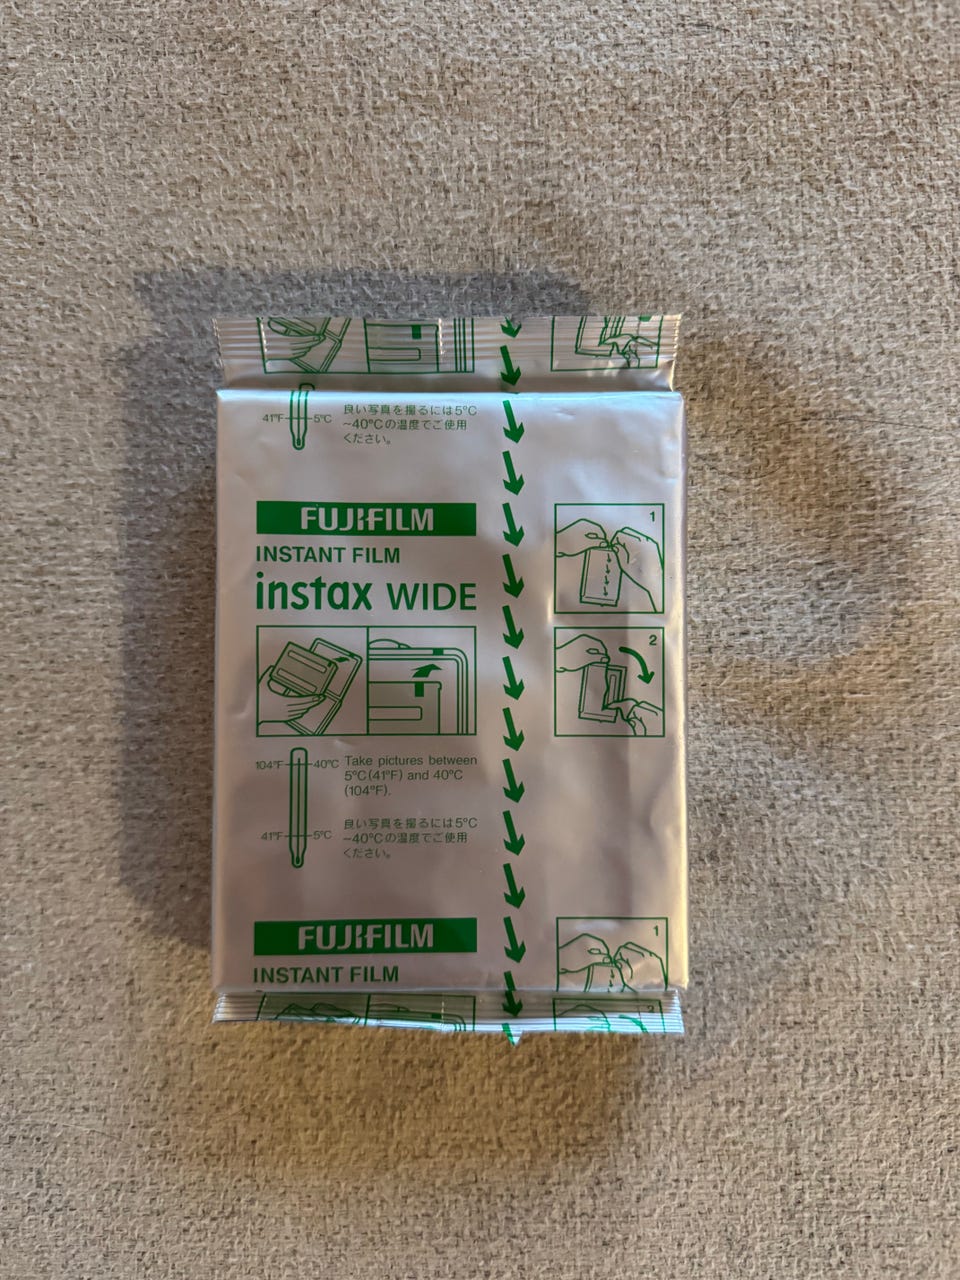 41°F 5°C
良い写真を撮るには5°C
~40°Cの温度でご使用
ください。
FUJIFILM
INSTANT FILM
instax WIDE
1
2
104°F 40°C
Take pictures between
5°C(41°F) and 40°C
(104°F).
41°F 5°C
良い写真を撮るには5°C
~40°Cの温度でご使用
ください。
FUJIFILM
INSTANT FILM
1
2